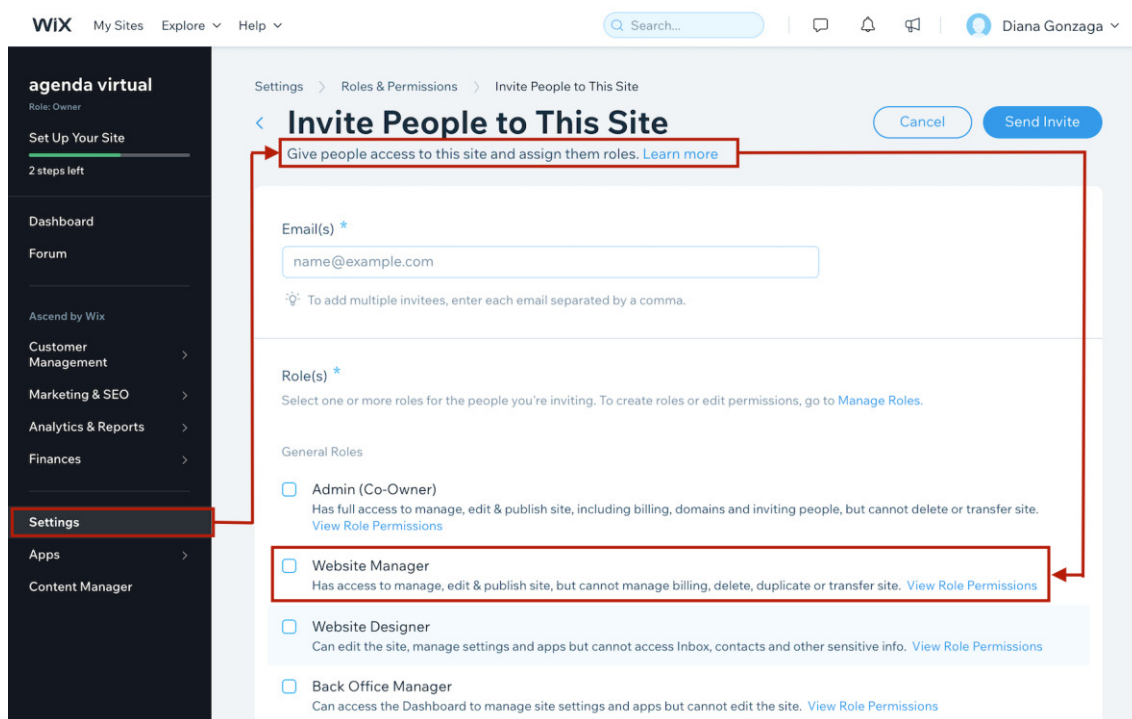 WiX My Sites Explore Help Search... Diana Gonzaga
agenda virtual
Role: Owner
Set Up Your Site
2 steps left
Dashboard
Forum
Ascend by Wix
Customer
Management
Marketing & SEO
Analytics & Reports
Finances
Settings
Apps
Content Manager
Settings > Roles & Permissions > Invite People to This Site
Invite People to This Site
Cancel
Send Invite
Give people access to this site and assign them roles. Learn more
Email(s) *
name@example.com
To add multiple invitees, enter each email separated by a comma.
Role(s) *
Select one or more roles for the people you're inviting. To create roles or edit permissions, go to Manage Roles.
General Roles
Admin (Co-Owner)
Has full access to manage, edit & publish site, including billing, domains and inviting people, but cannot delete or transfer site.
View Role Permissions
Website Manager
Has access to manage, edit & publish site, but cannot manage billing, delete, duplicate or transfer site. View Role Permissions
Website Designer
Can edit the site, manage settings and apps but cannot access Inbox, contacts and other sensitive info. View Role Permissions
Back Office Manager
Can access the Dashboard to manage site settings and apps but cannot edit the site. View Role Permissions